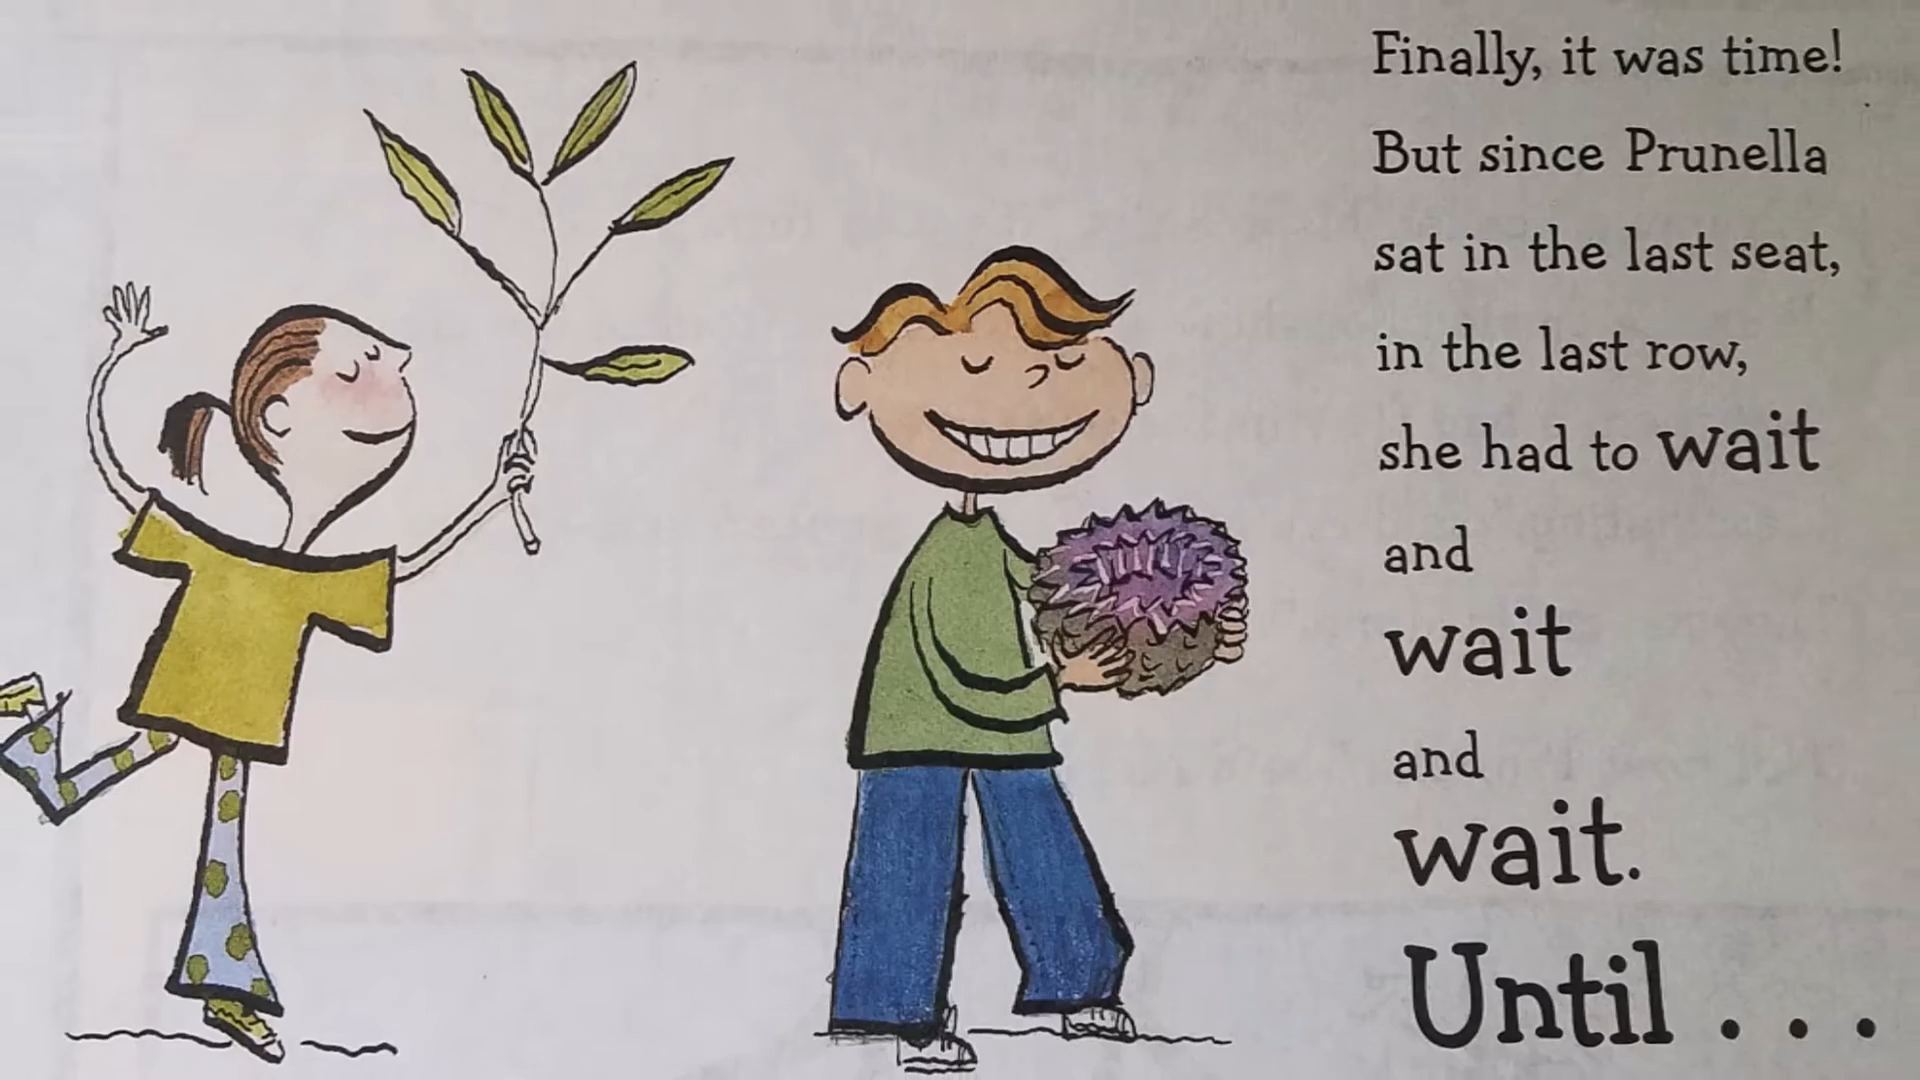 Finally, it was time!
But since Prunella
sat in the last seat,
in the last row,
she had to wait
and
wait
and
wait.
Until . . .